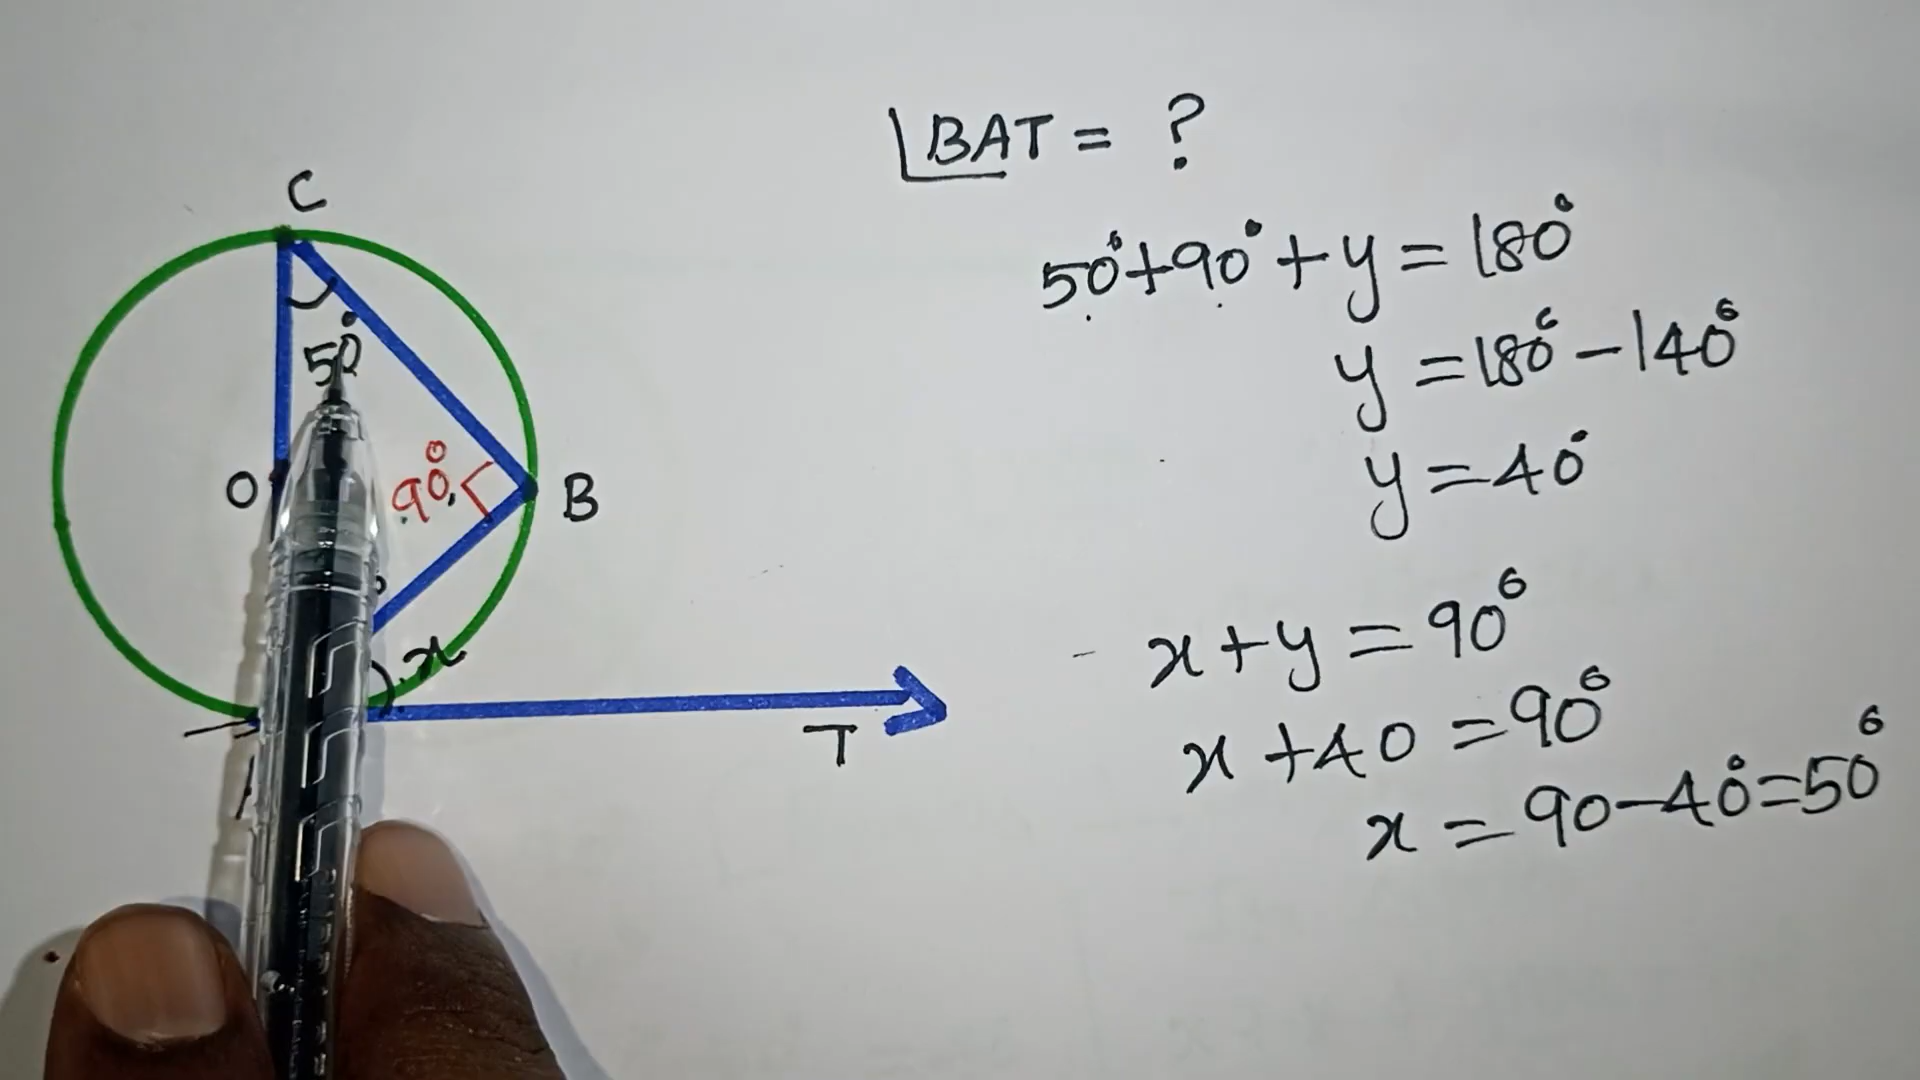 ∠BAT = ?
50°+90°+y=180°
y=180°-140°
y=40°
x+y=90°
x+40=90°
x=90-40°=50°
C
50°
90°
O
B
x
T